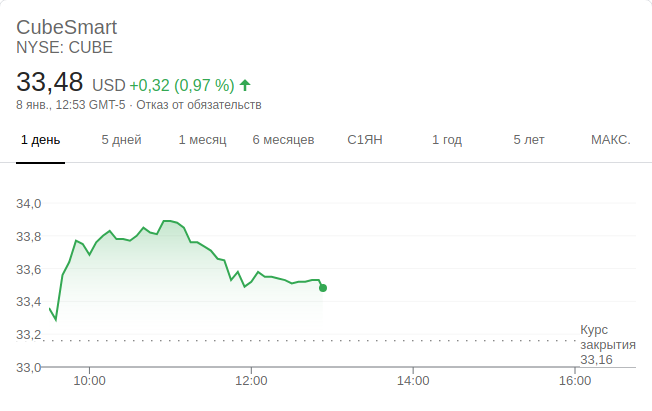 CubeSmart
NYSE: CUBE
33,48 USD +0,32 (0,97 %)
8 янв., 12:53 GMT-5 · Отказ от обязательств
1 день 5 дней 1 месяц 6 месяцев С1ЯН 1 год 5 лет МАКС.
34,0
33,8
33,6
33,4
33,2
Курс
закрытия
33,16
33,0
10:00 12:00 14:00 16:00